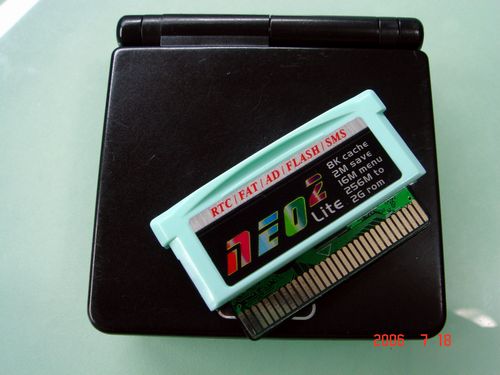 RTC / FAT / AD / FLASH / SMS
NEO2
Lite
8K cache
2M save
16M menu
256M to
2G rom
2006 7 18